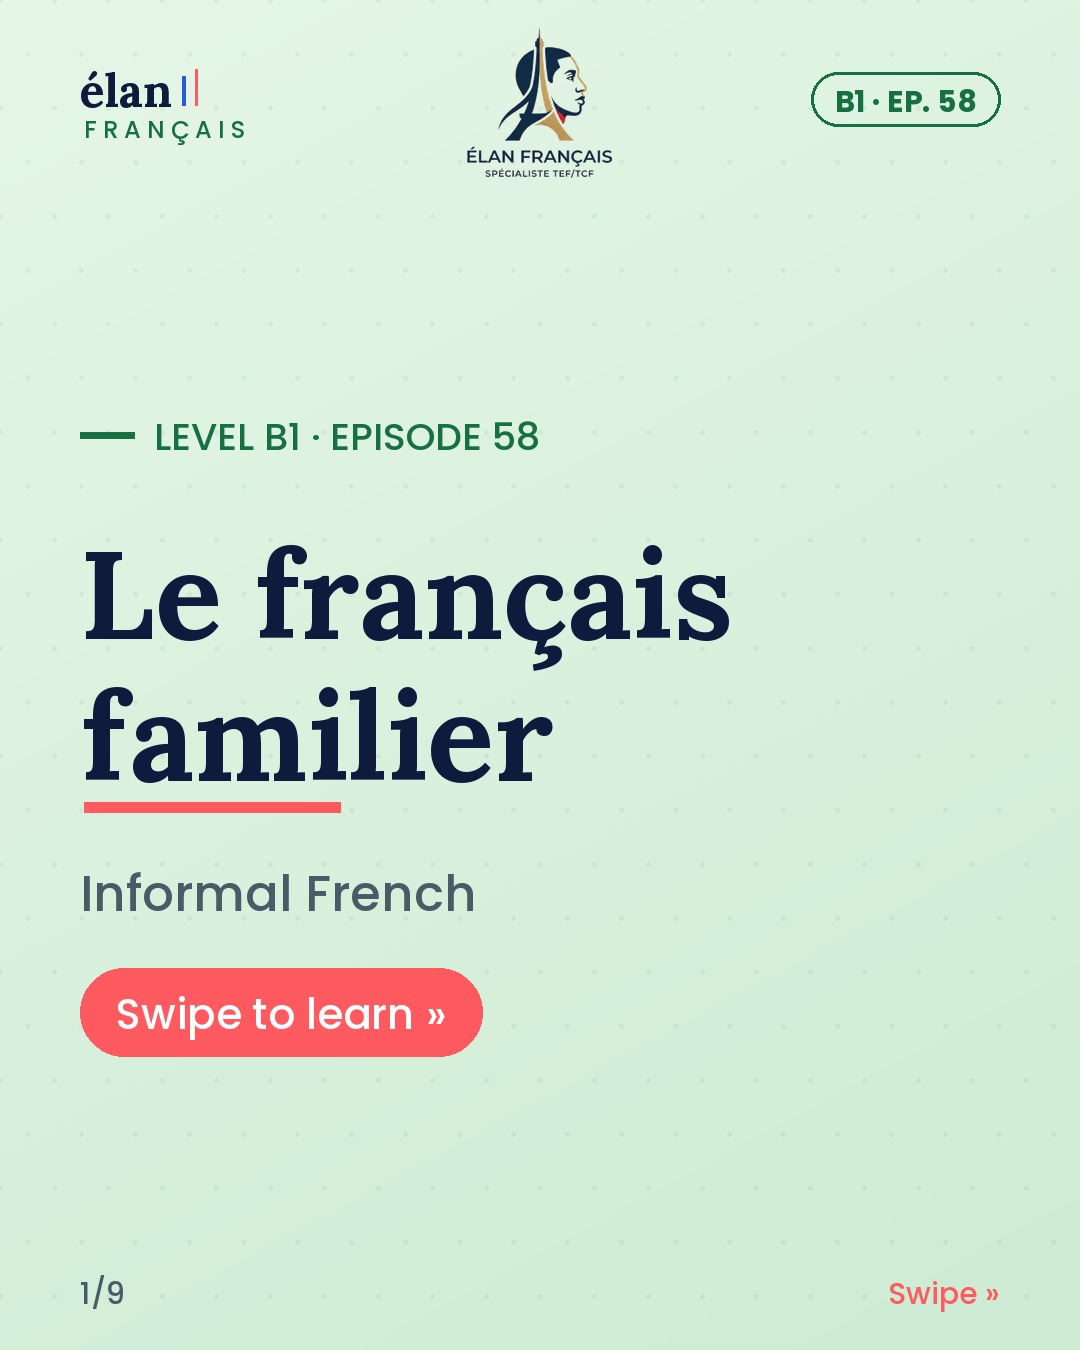 élan
FRANÇAIS
ÉLAN FRANÇAIS
SPÉCIALISTE TEF/TCF
B1 · EP. 58
LEVEL B1 · EPISODE 58
Le français
familier
Informal French
Swipe to learn »
1/9
Swipe »